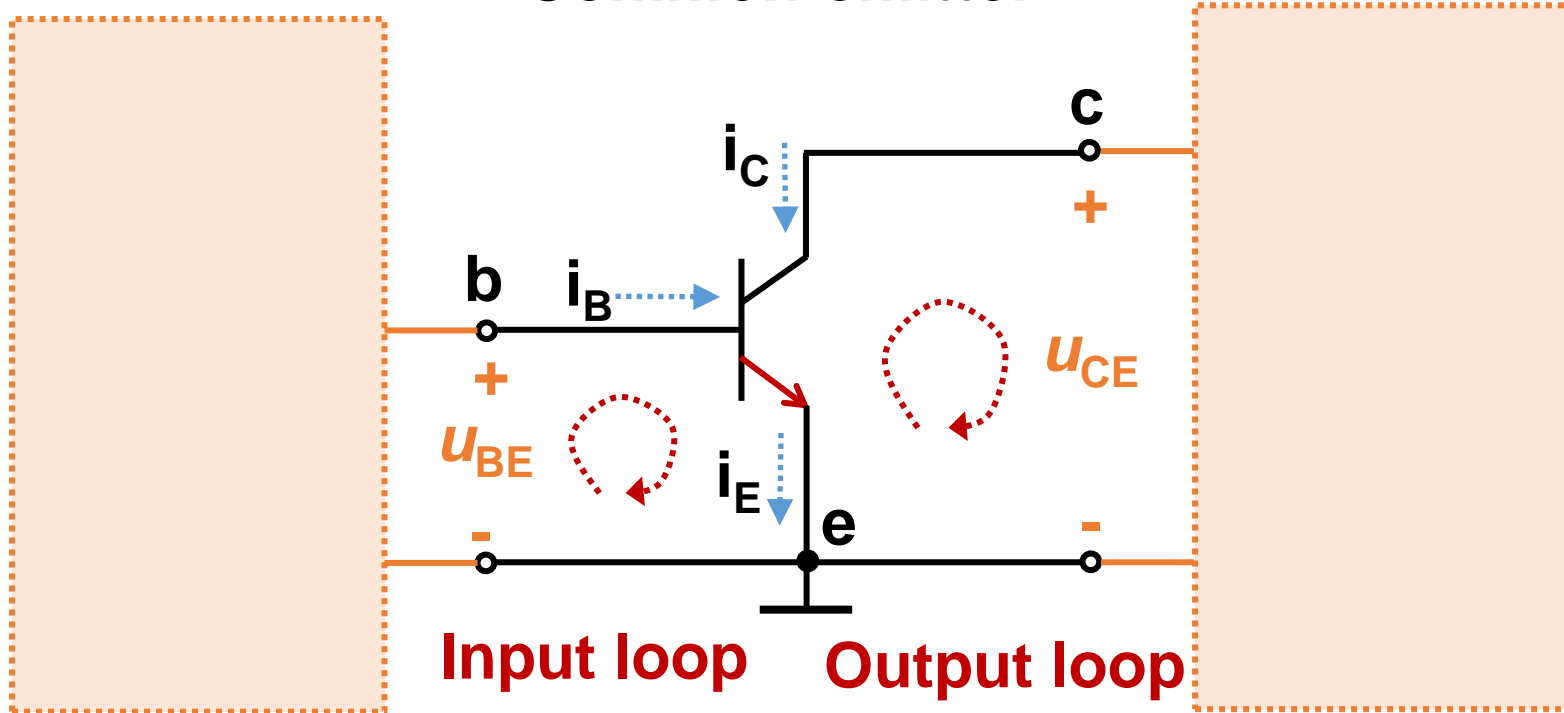 c
i_C
+
b
i_B
+
u_CE
u_BE
i_E
e
-
-
Input loop
Output loop